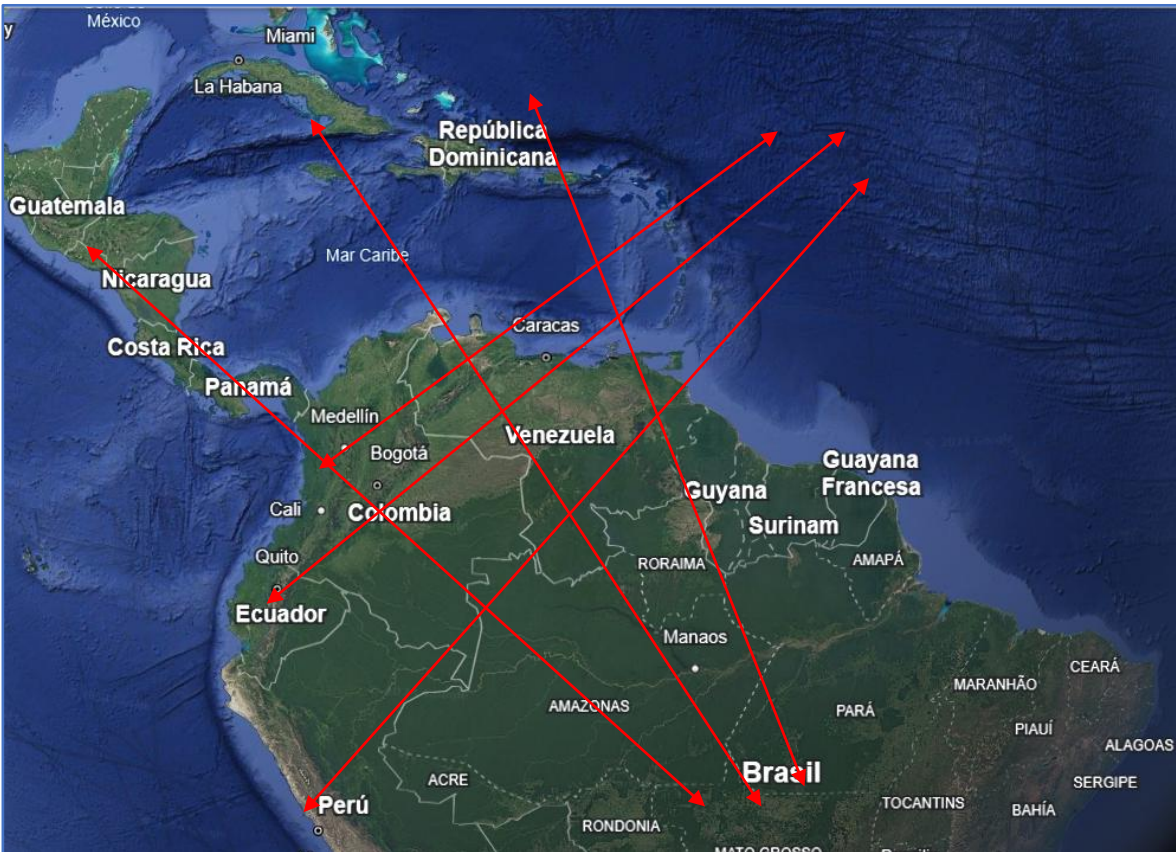 México
y
Miami
La Habana
República
Dominicana
Guatemala
Mar Caribe
Nicaragua
Caracas
Costa Rica
Panamá
Medellín
Venezuela
Bogotá
Guayana
Francesa
Guyana
Cali
Colombia
Surinam
Quito
RORAIMA
AMAPÁ
Ecuador
Manaos
CEARÁ
MARANHÃO
AMAZONAS
PARÁ
PIAUÍ
ALAGOAS
Brasil
ACRE
SERGIPE
Perú
TOCANTINS
BAHÍA
RONDONIA
MATO GROSSO